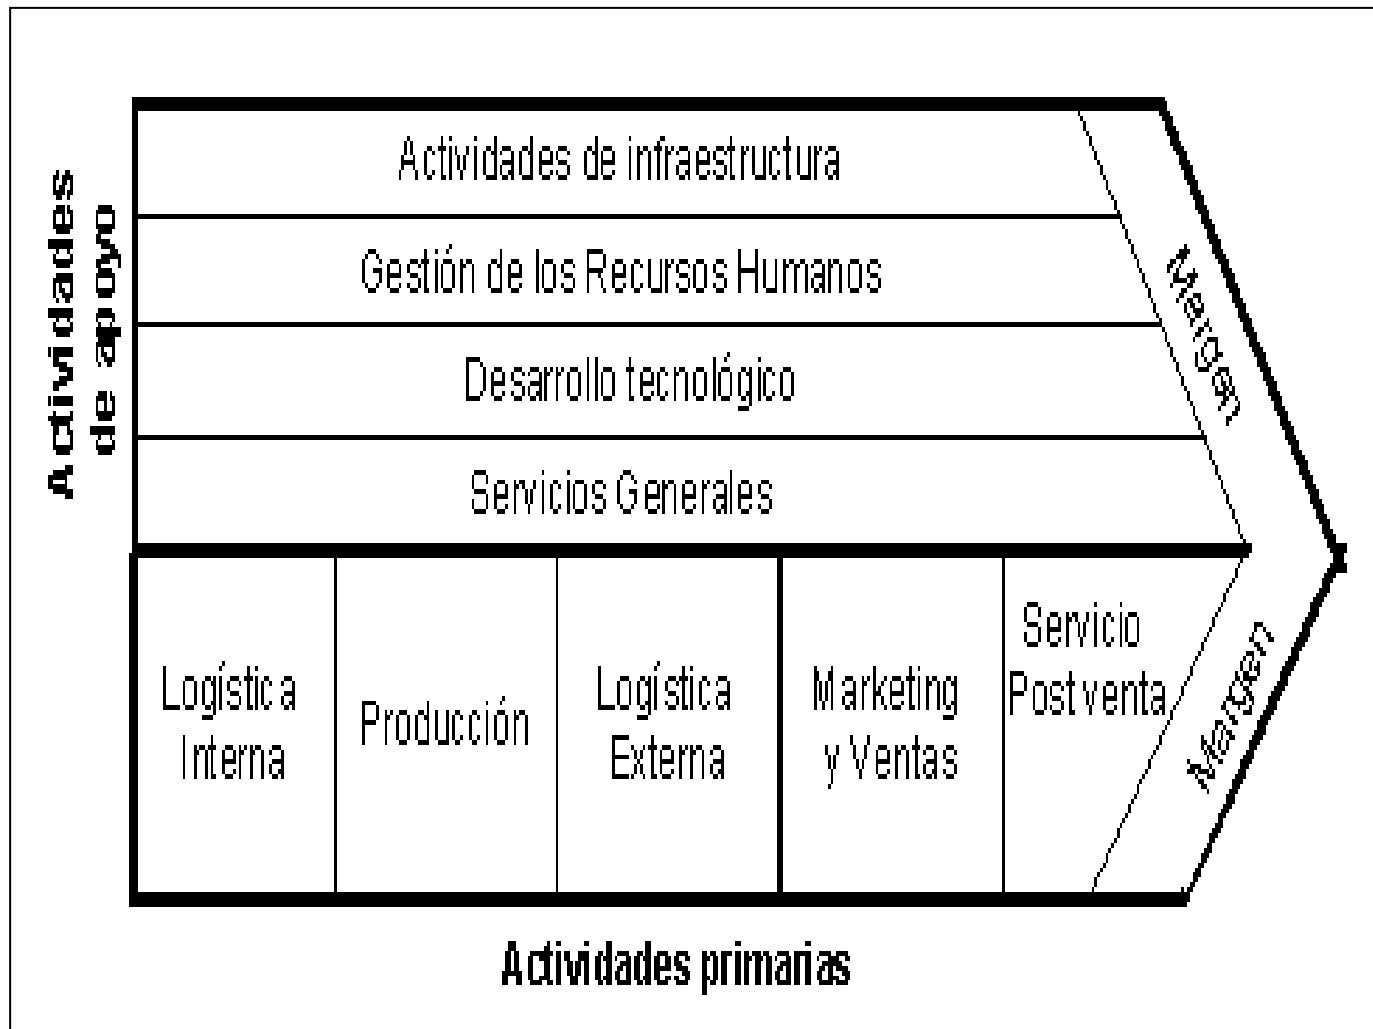 Actividades
de apoyo
Actividades de infraestructura
Gestión de los Recursos Humanos
Desarrollo tecnológico
Servicios Generales
Margen
Logística
Interna
Producción
Logística
Externa
Marketing
y Ventas
Servicio
Post venta
Margen
Actividades primarias